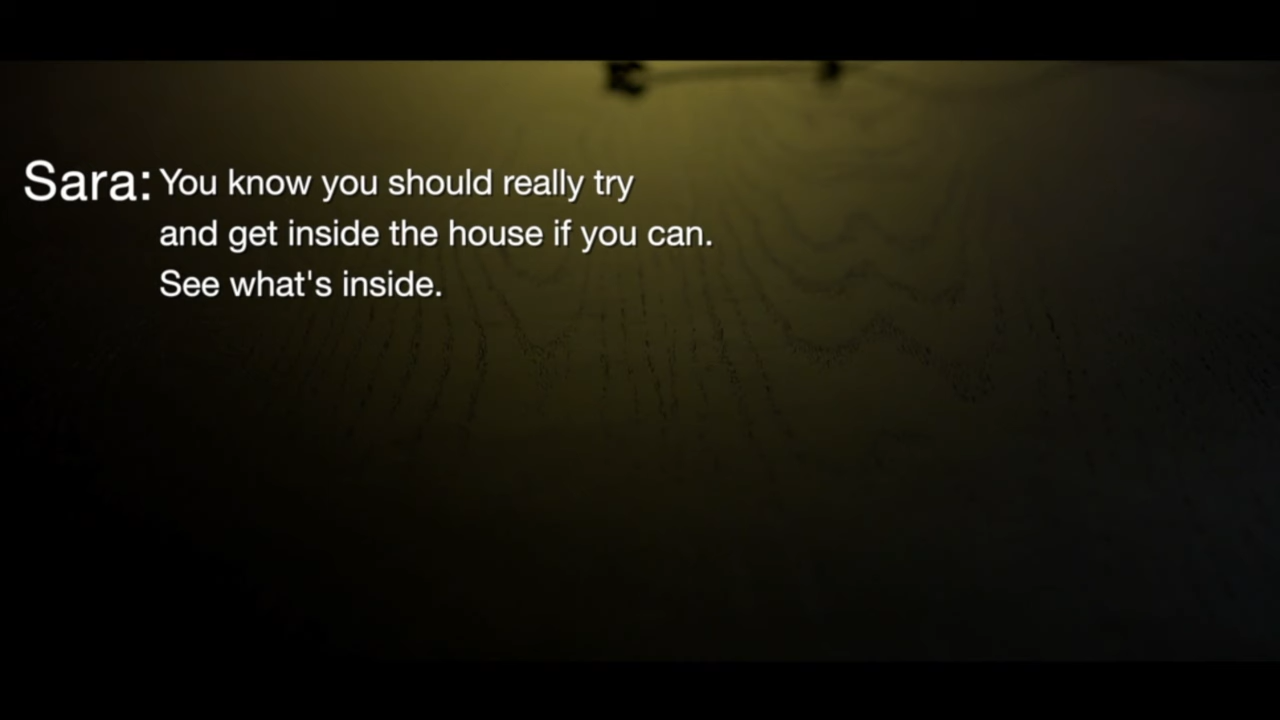 Sara: You know you should really try
and get inside the house if you can.
See what's inside.